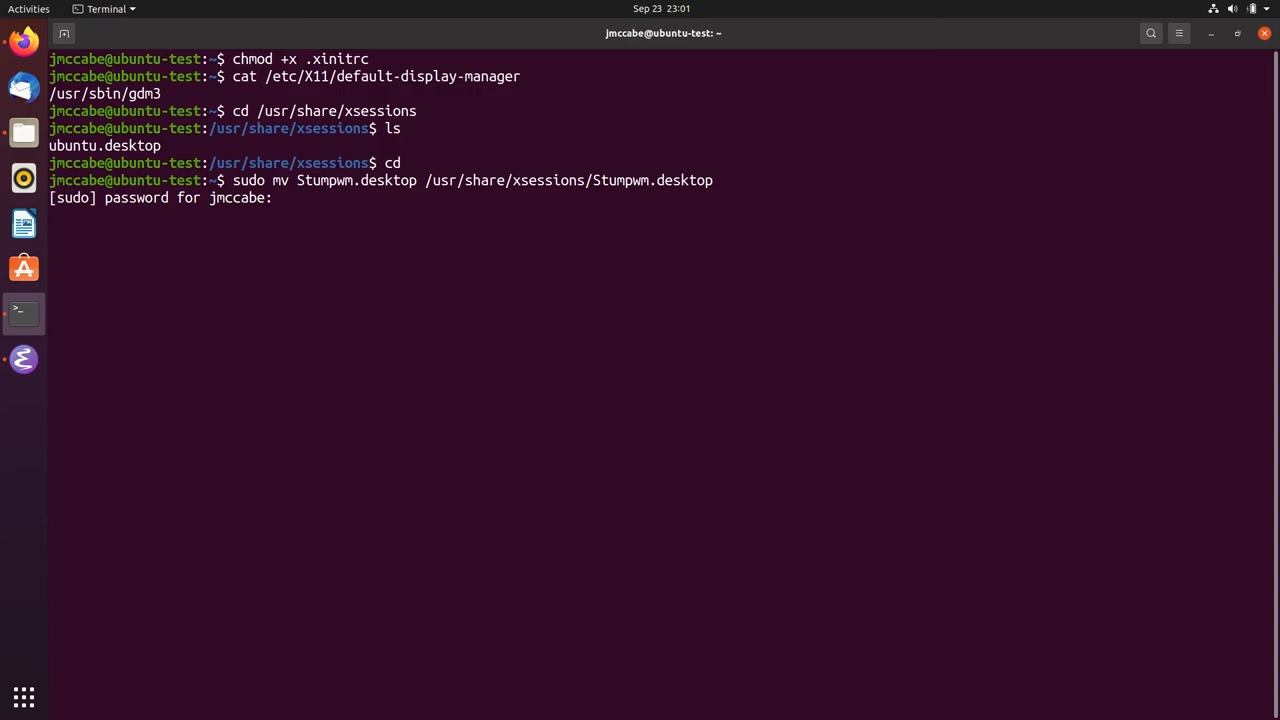 Activities
Terminal
Sep 23 23:01
jmccabe@ubuntu-test: ~
jmccabe@ubuntu-test:~$ chmod +x .xinitrc
jmccabe@ubuntu-test:~$ cat /etc/X11/default-display-manager
/usr/sbin/gdm3
jmccabe@ubuntu-test:~$ cd /usr/share/xsessions
jmccabe@ubuntu-test:/usr/share/xsessions$ ls
ubuntu.desktop
jmccabe@ubuntu-test:/usr/share/xsessions$ cd
jmccabe@ubuntu-test:~$ sudo mv Stumpwm.desktop /usr/share/xsessions/Stumpwm.desktop
[sudo] password for jmccabe: